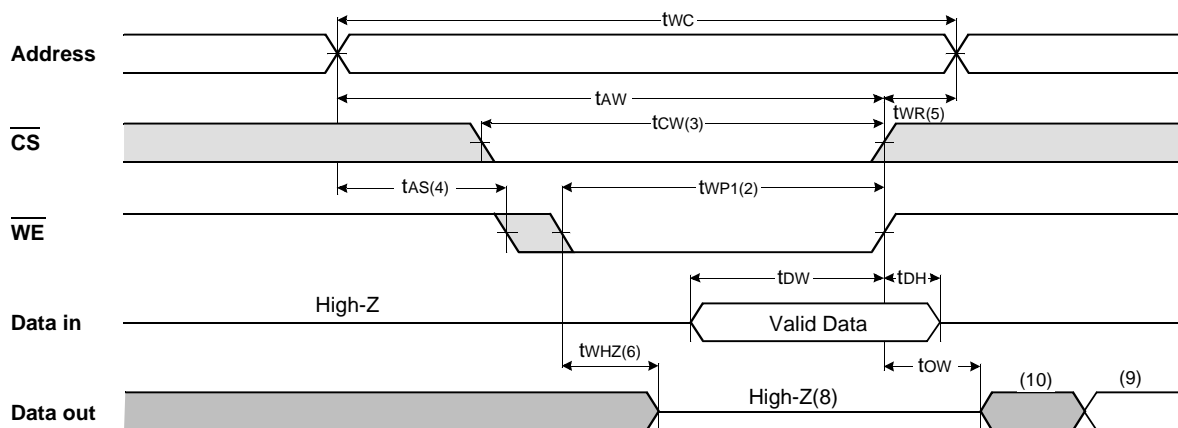 tWC
Address
tAW
tWR(5)
tCW(3)
CS
tAS(4)
tWP1(2)
WE
tDW
tDH
High-Z
Data in
Valid Data
tWHZ(6)
tOW
(10)
(9)
High-Z(8)
Data out